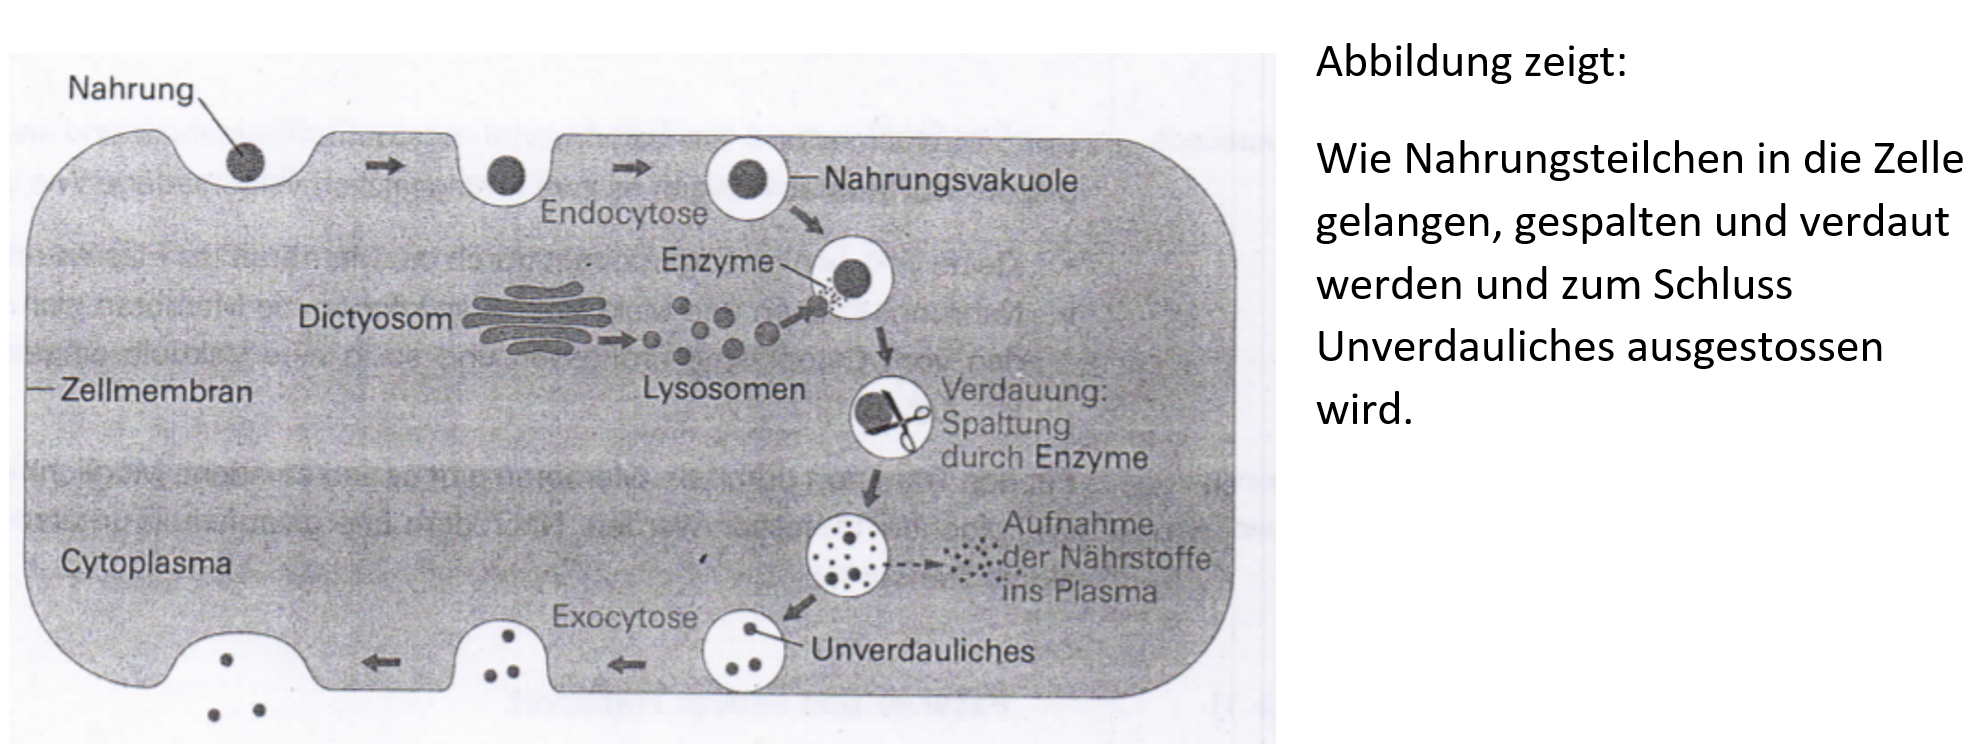 Nahrung
Nahrungsvakuole
Endocytose
Enzyme
Dictyosom
Lysosomen
Zellmembran
Verdauung:
Spaltung
durch Enzyme
Aufnahme
der Nährstoffe
ins Plasma
Cytoplasma
Exocytose
Unverdauliches
Abbildung zeigt:
Wie Nahrungsteilchen in die Zelle
gelangen, gespalten und verdaut
werden und zum Schluss
Unverdauliches ausgestossen
wird.